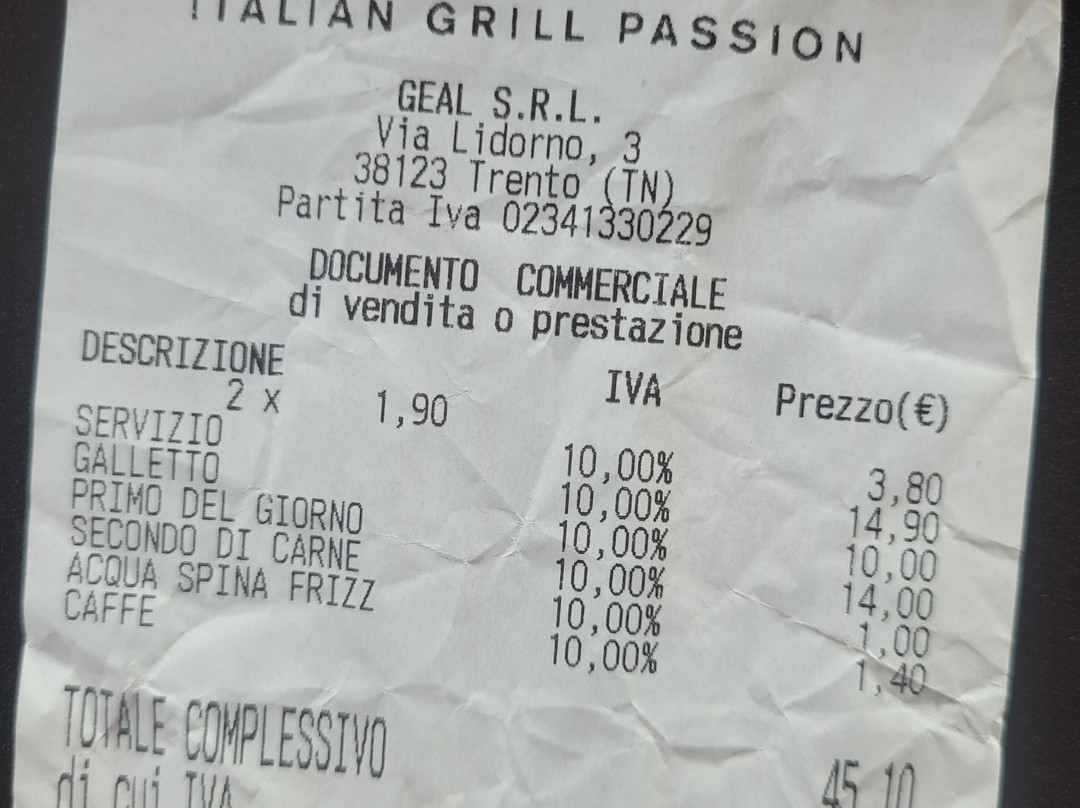 ITALIAN GRILL PASSION
GEAL S.R.L.
Via Lidorno, 3
38123 Trento (TN)
Partita Iva 02341330229
DOCUMENTO COMMERCIALE
di vendita o prestazione
DESCRIZIONE IVA Prezzo(€)
2 x 1,90
SERVIZIO 10,00% 3,80
GALLETTO 10,00% 14,90
PRIMO DEL GIORNO 10,00% 10,00
SECONDO DI CARNE 10,00% 14,00
ACQUA SPINA FRIZZ 10,00% 1,00
CAFFE 10,00% 1,40
TOTALE COMPLESSIVO 45,10
di cui IVA